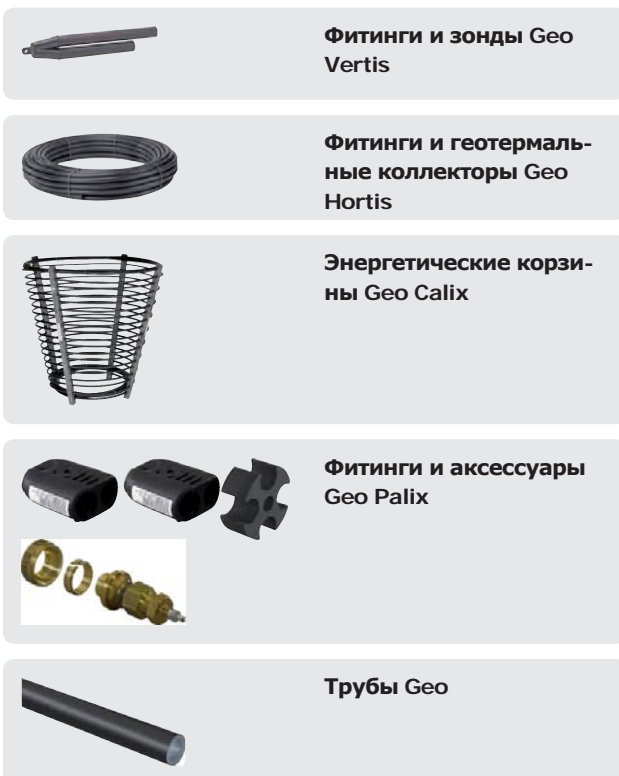 Фитинги и зонды Geo
Vertis
Фитинги и геотермаль-
ные коллекторы Geo
Hortis
Энергетические корзи-
ны Geo Calix
Фитинги и аксессуары
Geo Palix
Трубы Geo